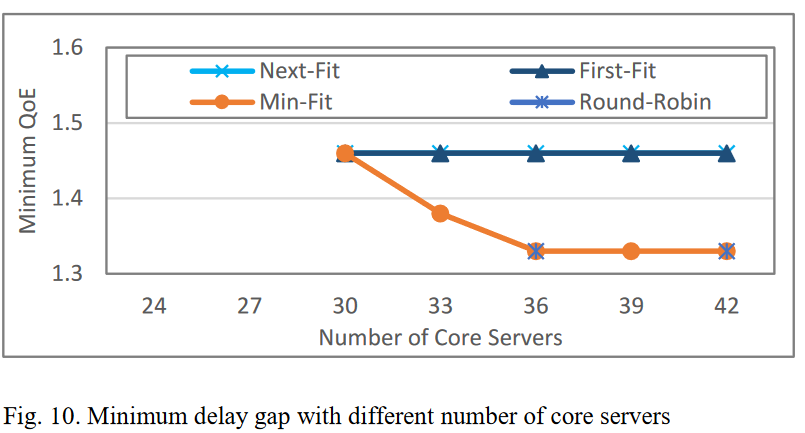 1.6
1.5
1.4
1.3
Minimum QoE
Next-Fit First-Fit
Min-Fit Round-Robin
24 27 30 33 36 39 42
Number of Core Servers
Fig. 10. Minimum delay gap with different number of core servers